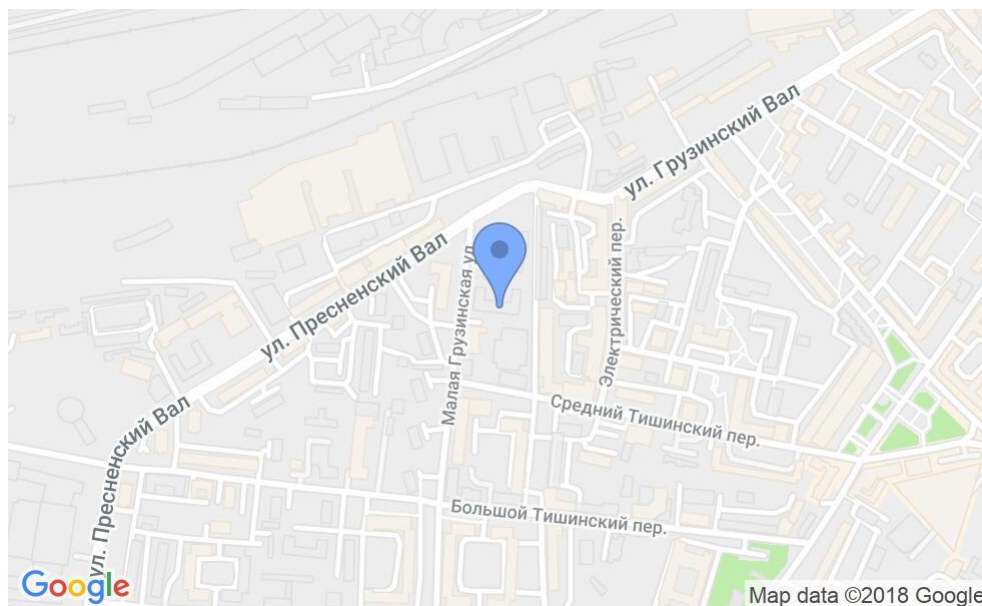 ул. Грузинский Вал
ул. Пресненский Вал
Малая Грузинская ул
Электрический пер.
Средний Тишинский пер.
ул. Пресненский Вал
Большой Тишинский пер.
Google
Map data ©2018 Google